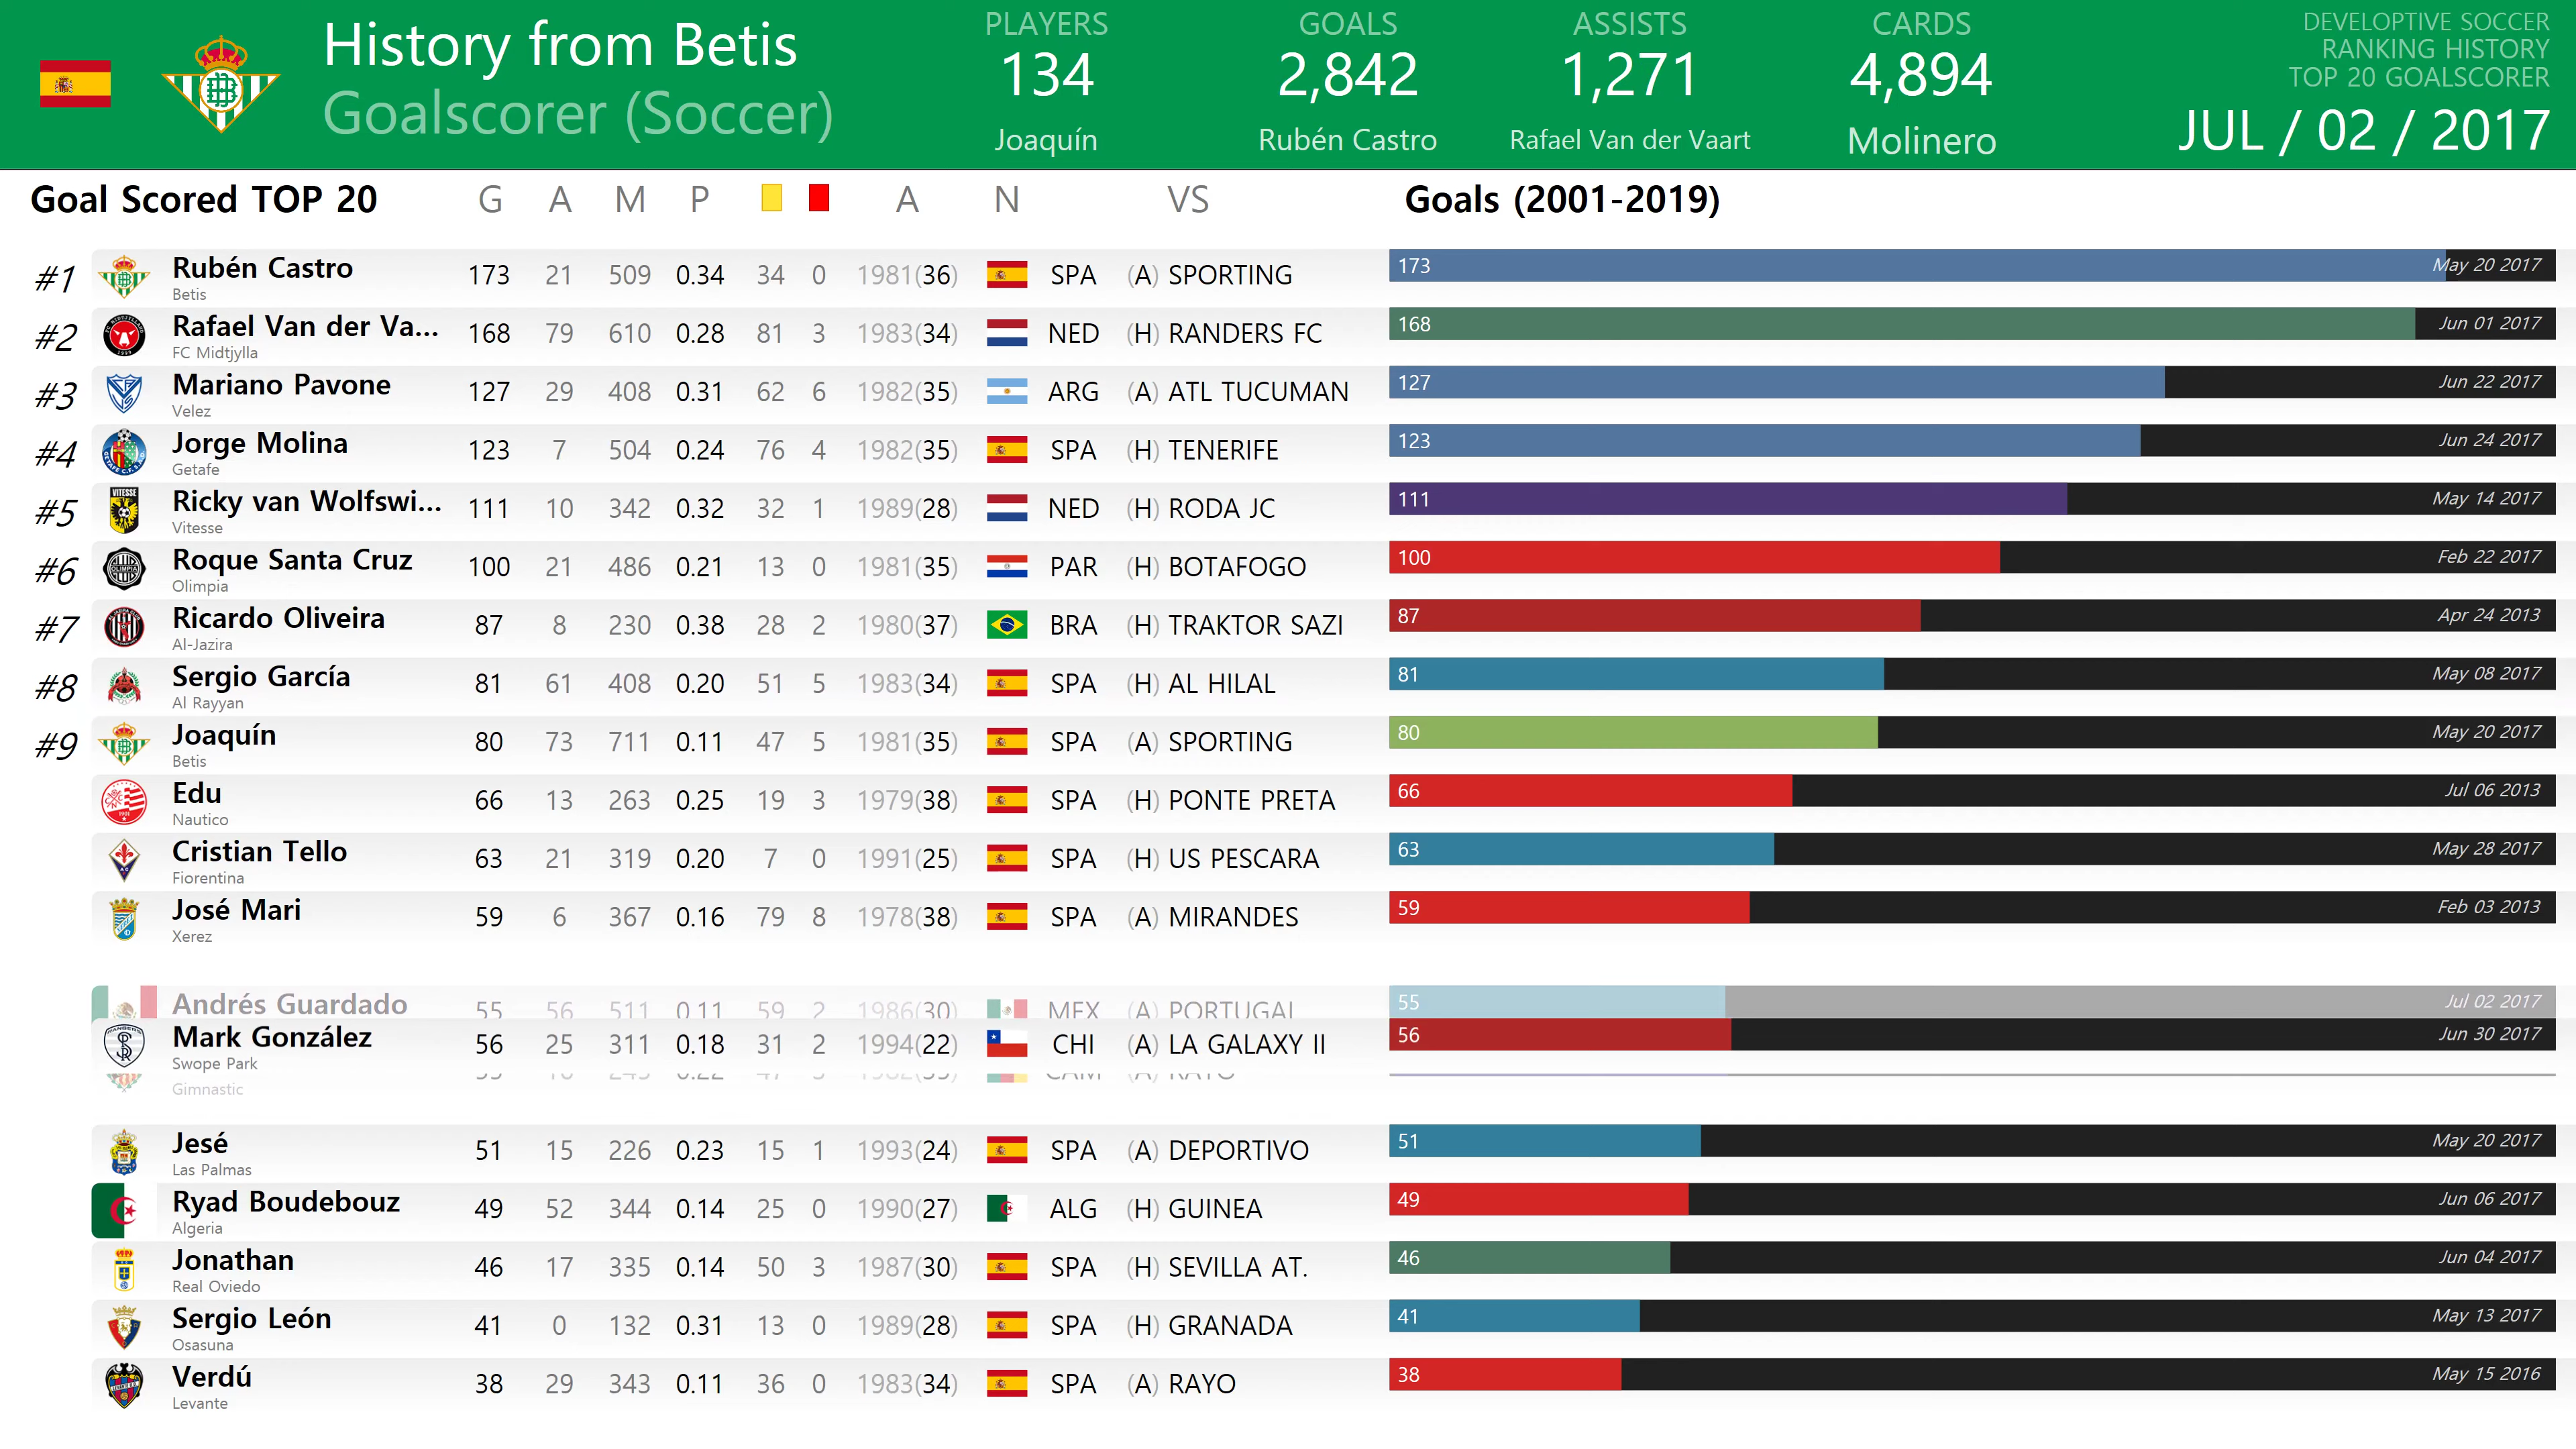 History from Betis
Goalscorer (Soccer)
PLAYERS
134
Joaquín
GOALS
2,842
Rubén Castro
ASSISTS
1,271
Rafael Van der Vaart
CARDS
4,894
Molinero
DEVELOPTIVE SOCCER
RANKING HISTORY
TOP 20 GOALSCORER
JUL / 02 / 2017
Goal Scored TOP 20 G A M P A N VS Goals (2001-2019)
#1 Rubén Castro 173 21 509 0.34 34 0 1981(36) SPA (A) SPORTING 173 May 20 2017
Betis
#2 Rafael Van der Va... 168 79 610 0.28 81 3 1983(34) NED (H) RANDERS FC 168 Jun 01 2017
FC Midtjylla
#3 Mariano Pavone 127 29 408 0.31 62 6 1982(35) ARG (A) ATL TUCUMAN 127 Jun 22 2017
Velez
#4 Jorge Molina 123 7 504 0.24 76 4 1982(35) SPA (H) TENERIFE 123 Jun 24 2017
Getafe
#5 Ricky van Wolfswi... 111 10 342 0.32 32 1 1989(28) NED (H) RODA JC 111 May 14 2017
Vitesse
#6 Roque Santa Cruz 100 21 486 0.21 13 0 1981(35) PAR (H) BOTAFOGO 100 Feb 22 2017
Olimpia
#7 Ricardo Oliveira 87 8 230 0.38 28 2 1980(37) BRA (H) TRAKTOR SAZI 87 Apr 24 2013
Al-Jazira
#8 Sergio García 81 61 408 0.20 51 5 1983(34) SPA (H) AL HILAL 81 May 08 2017
Al Rayyan
#9 Joaquín 80 73 711 0.11 47 5 1981(35) SPA (A) SPORTING 80 May 20 2017
Betis
Edu 66 13 263 0.25 19 3 1979(38) SPA (H) PONTE PRETA 66 Jul 06 2013
Nautico
Cristian Tello 63 21 319 0.20 7 0 1991(25) SPA (H) US PESCARA 63 May 28 2017
Fiorentina
José Mari 59 6 367 0.16 79 8 1978(38) SPA (A) MIRANDES 59 Feb 03 2013
Xerez
Andrés Guardado 55 56 511 0.11 59 2 1986(30) MEX (A) PORTUGAL 55 Jul 02 2017
Mark González 56 25 311 0.18 31 2 1994(22) CHI (A) LA GALAXY II 56 Jun 30 2017
Swope Park
Gimnastic
Jesé 51 15 226 0.23 15 1 1993(24) SPA (A) DEPORTIVO 51 May 20 2017
Las Palmas
Ryad Boudebouz 49 52 344 0.14 25 0 1990(27) ALG (H) GUINEA 49 Jun 06 2017
Algeria
Jonathan 46 17 335 0.14 50 3 1987(30) SPA (H) SEVILLA AT. 46 Jun 04 2017
Real Oviedo
Sergio León 41 0 132 0.31 13 0 1989(28) SPA (H) GRANADA 41 May 13 2017
Osasuna
Verdú 38 29 343 0.11 36 0 1983(34) SPA (A) RAYO 38 May 15 2016
Levante